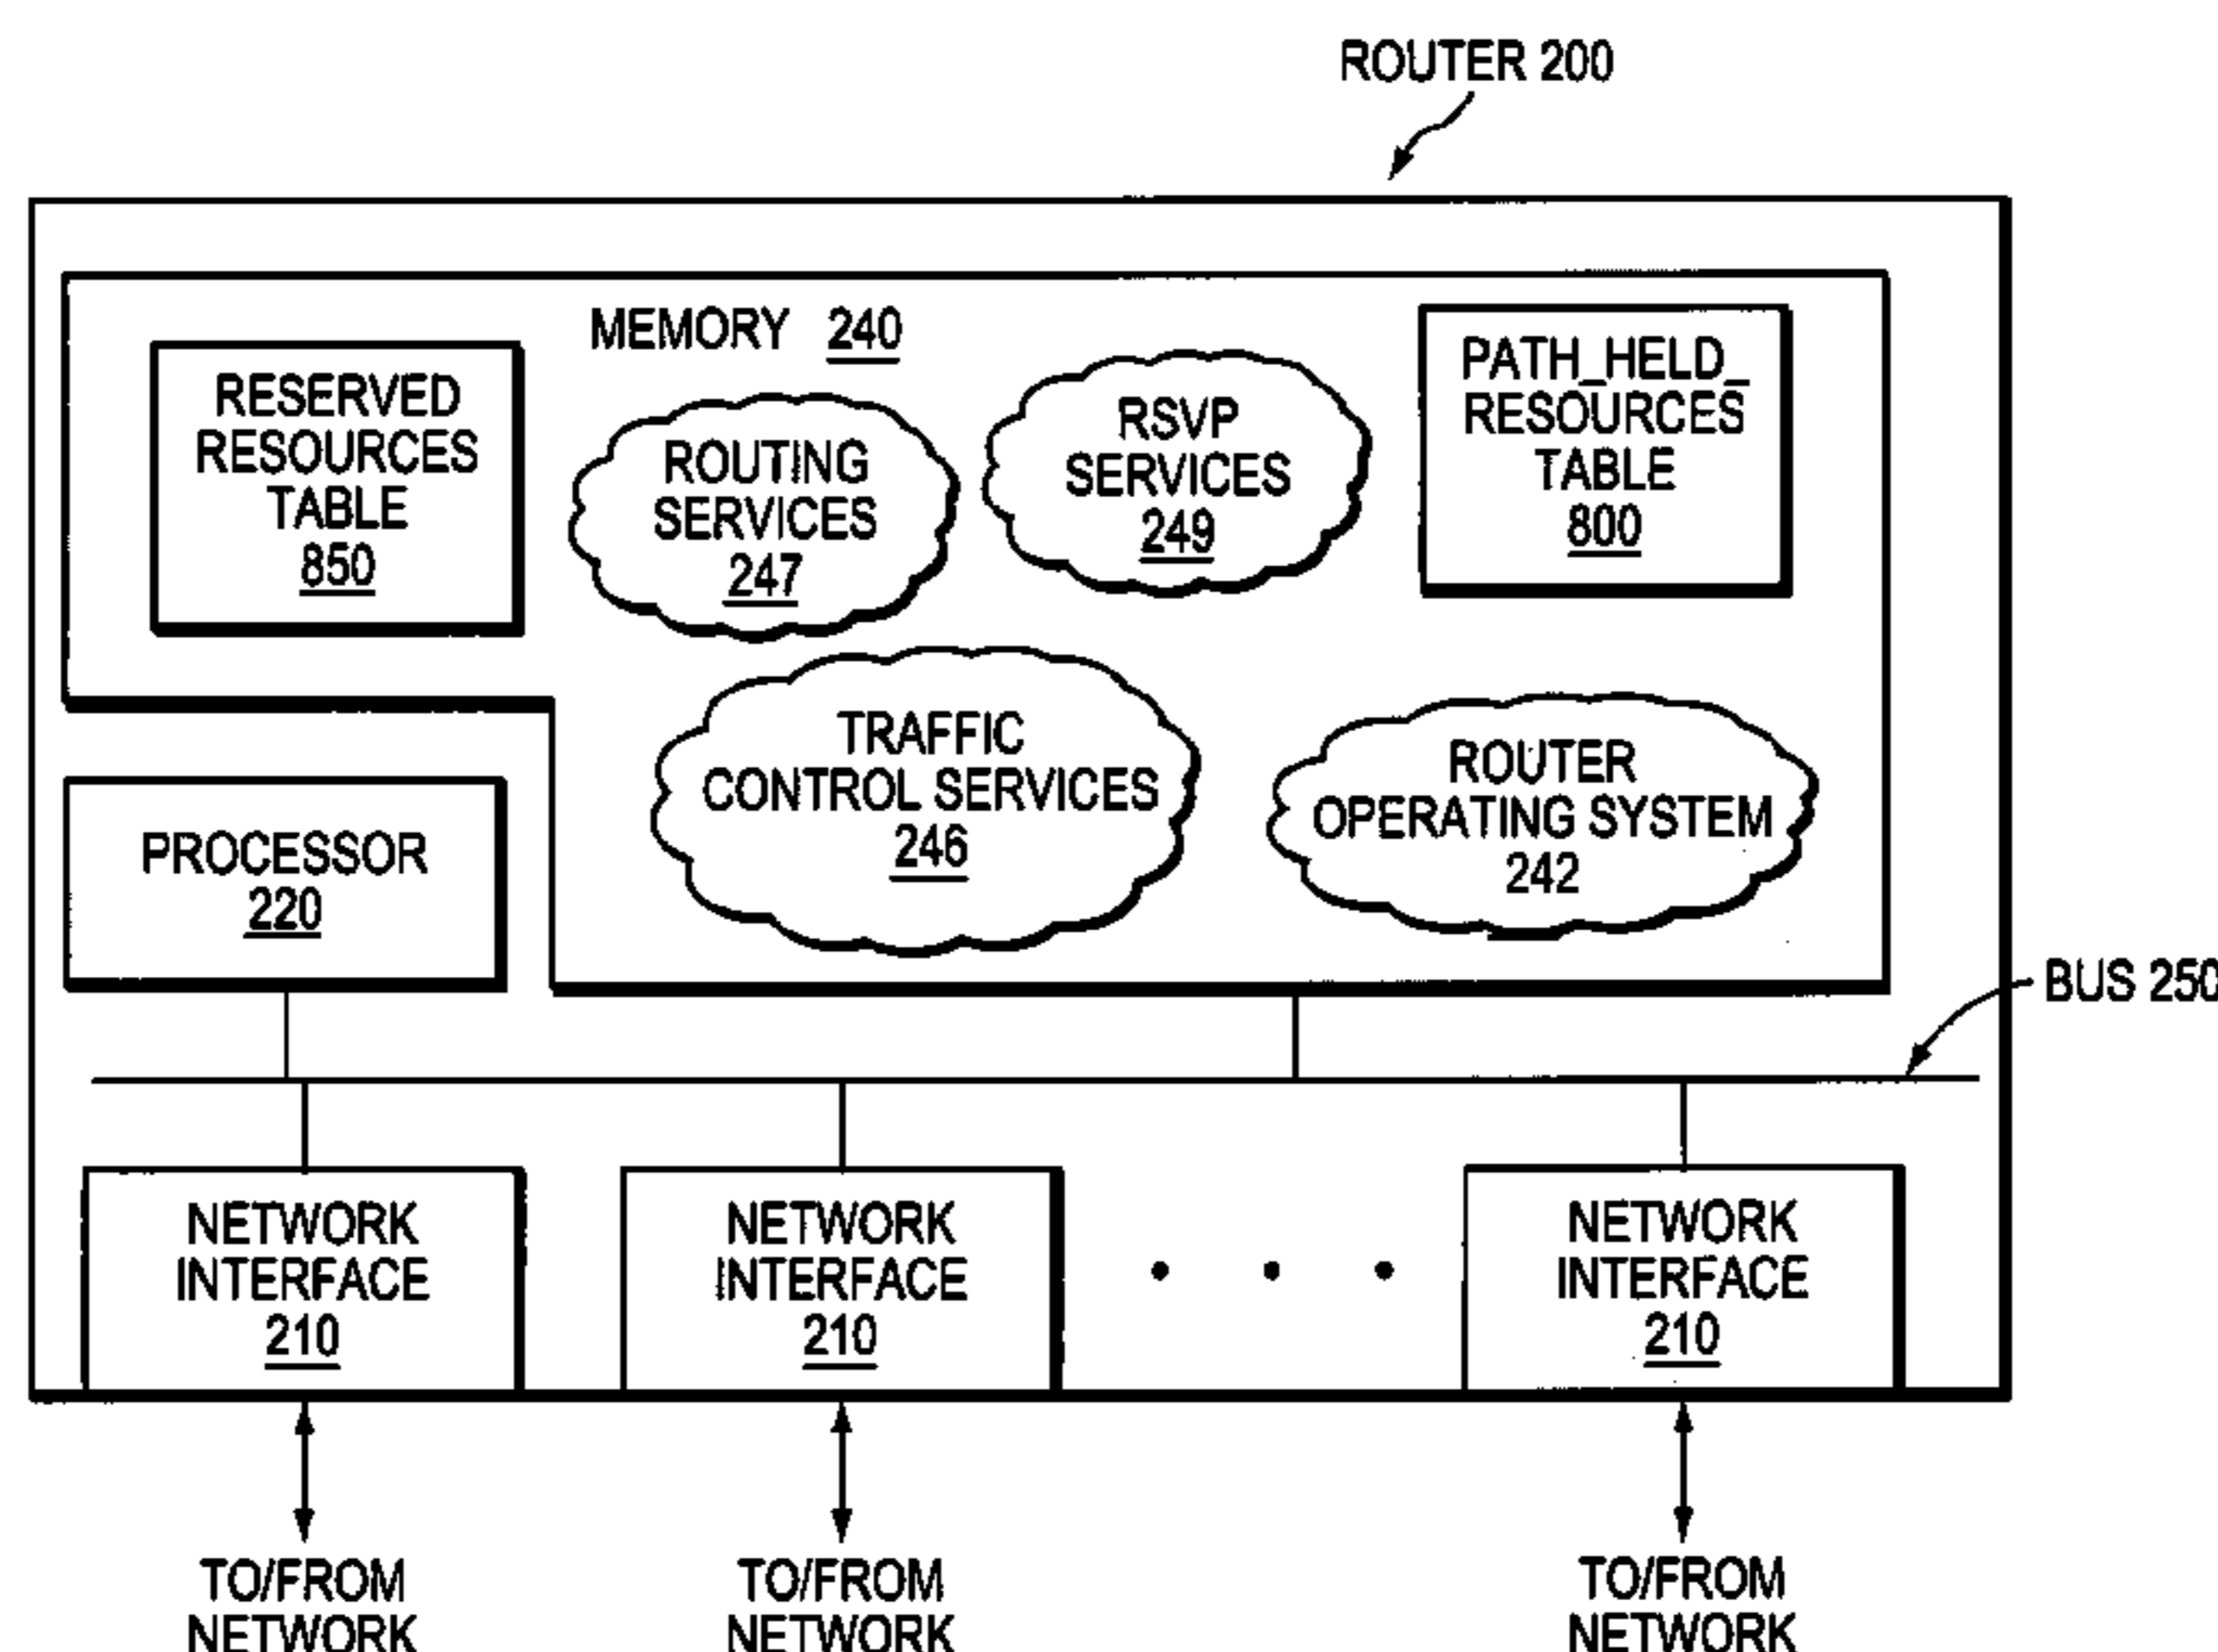 ROUTER 200
MEMORY 240
RESERVED
RESOURCES
TABLE
850
ROUTING
SERVICES
247
RSVP
SERVICES
249
PATH_HELD_
RESOURCES
TABLE
800
TRAFFIC
CONTROL SERVICES
246
ROUTER
OPERATING SYSTEM
242
PROCESSOR
220
BUS 250
NETWORK
INTERFACE
210
NETWORK
INTERFACE
210
NETWORK
INTERFACE
210
TO/FROM
NETWORK
TO/FROM
NETWORK
TO/FROM
NETWORK